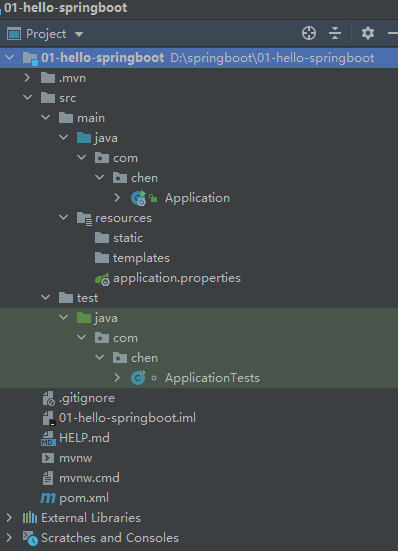 01-hello-springboot
Project
01-hello-springboot D:\springboot\01-hello-springboot
.mvn
src
main
java
com
chen
Application
resources
static
templates
application.properties
test
java
com
chen
ApplicationTests
.gitignore
01-hello-springboot.iml
MD HELP.md
mvnw
mvnw.cmd
m pom.xml
External Libraries
Scratches and Consoles